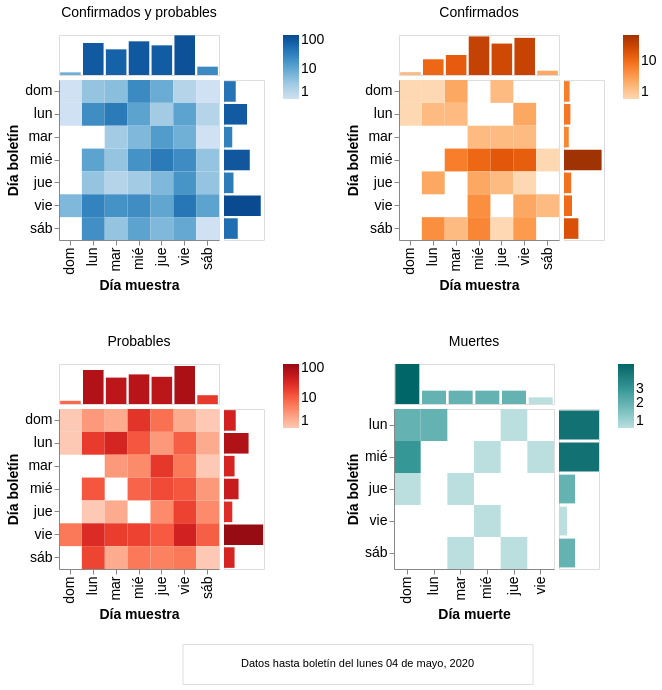 Confirmados y probables
100
10
1
dom
lun
mar
mié
jue
vie
sáb
Día boletín
dom
lun
mar
mié
jue
vie
sáb
Día muestra
Confirmados
10
1
dom
lun
mar
mié
jue
vie
sáb
Día boletín
dom
lun
mar
mié
jue
vie
sáb
Día muestra
Probables
100
10
1
dom
lun
mar
mié
jue
vie
sáb
Día boletín
dom
lun
mar
mié
jue
vie
sáb
Día muestra
Muertes
3
2
1
lun
mié
jue
vie
sáb
Día boletín
dom
lun
mar
mié
jue
vie
Día muerte
Datos hasta boletín del lunes 04 de mayo, 2020